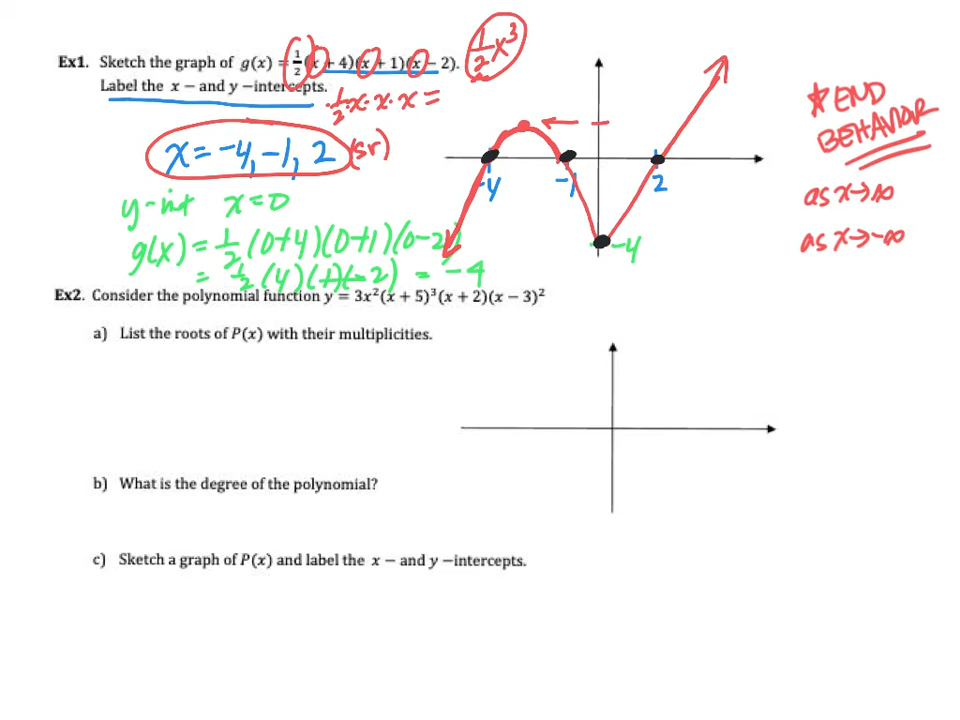 Ex1. Sketch the graph of g(x) = 1/2(x + 4)(x + 1)(x − 2).
Label the x − and y −intercepts.
1/2x³
· 1/2x · x · x =
x = -4, -1, 2 (sr)
y-int x=0
g(x) = 1/2 (0+4)(0+1)(0-2)
= 1/2 (4)(1)(-2) = -4
-4
-1
2
-4
* END
BEHAVIOR
as x→∞
as x→-∞
Ex2. Consider the polynomial function y = 3x²(x + 5)³(x + 2)(x − 3)²
a) List the roots of P(x) with their multiplicities.
b) What is the degree of the polynomial?
c) Sketch a graph of P(x) and label the x − and y −intercepts.